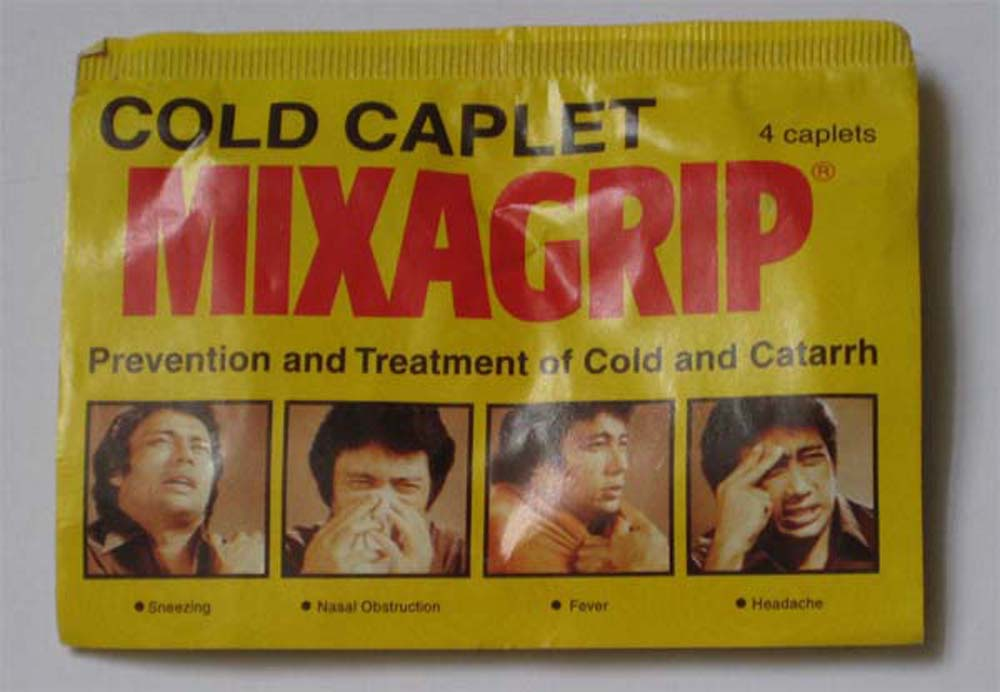 COLD CAPLET
4 caplets
MIXAGRIP®
Prevention and Treatment of Cold and Catarrh
● Sneezing
● Nasal Obstruction
● Fever
● Headache